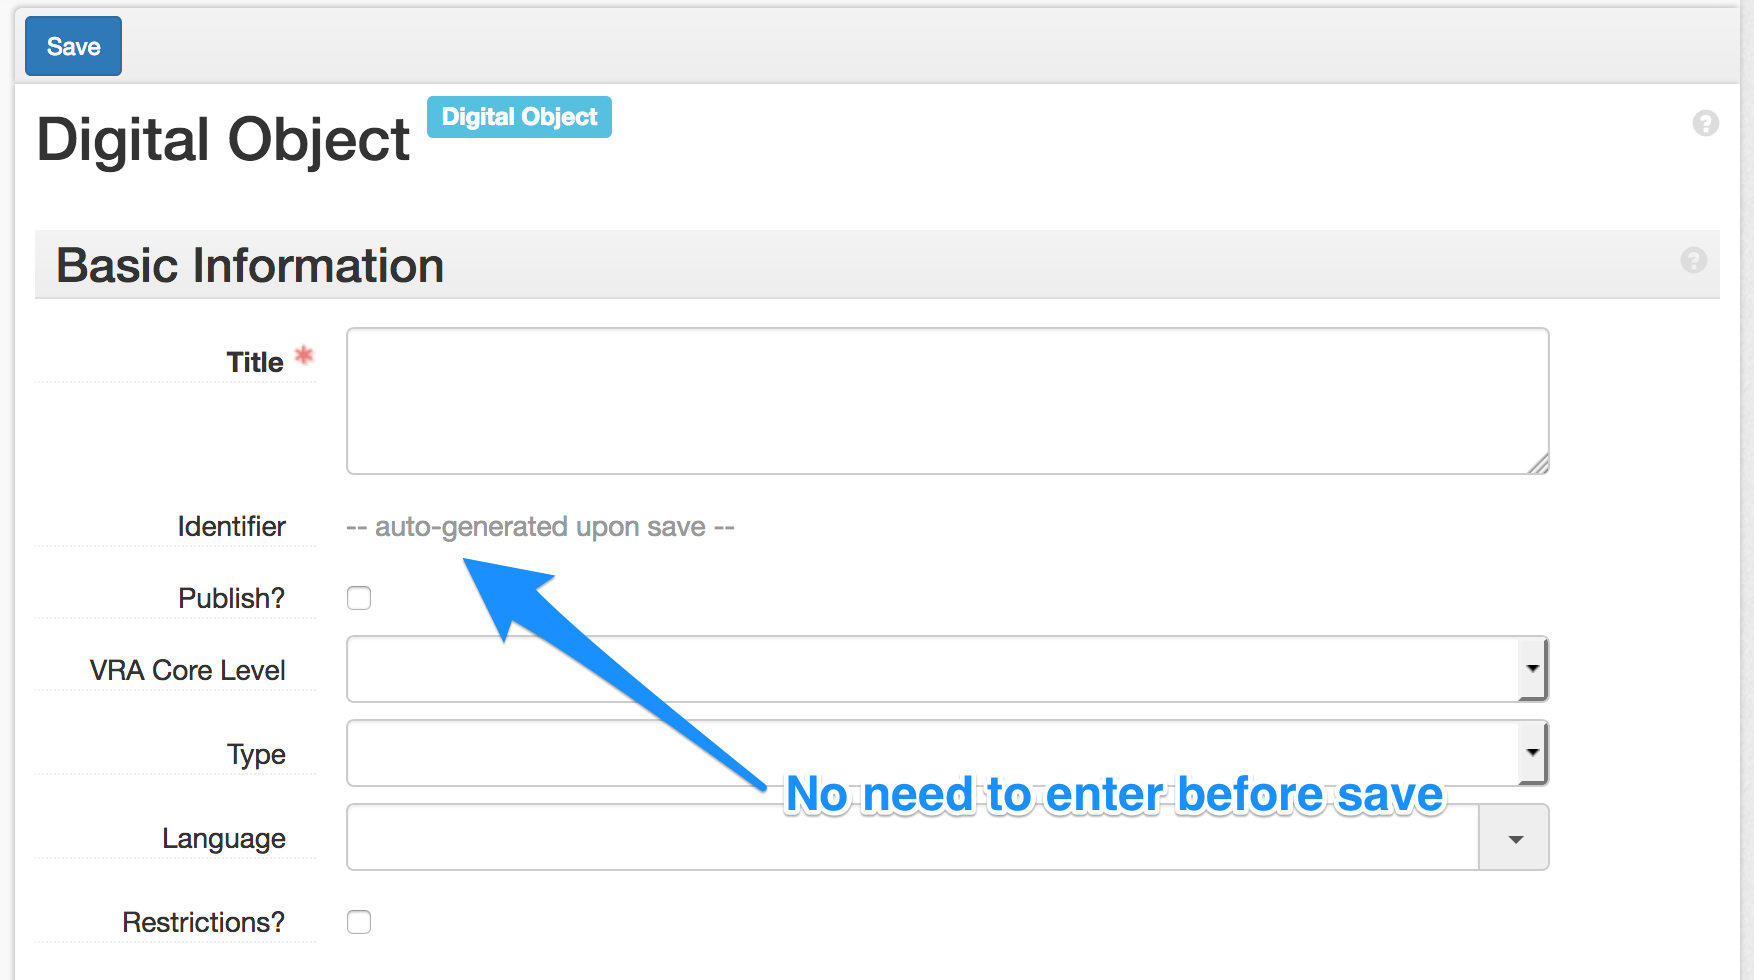 Save
Digital Object Digital Object
Basic Information
Title *
Identifier -- auto-generated upon save --
Publish?
VRA Core Level
Type
No need to enter before save
Language
Restrictions?